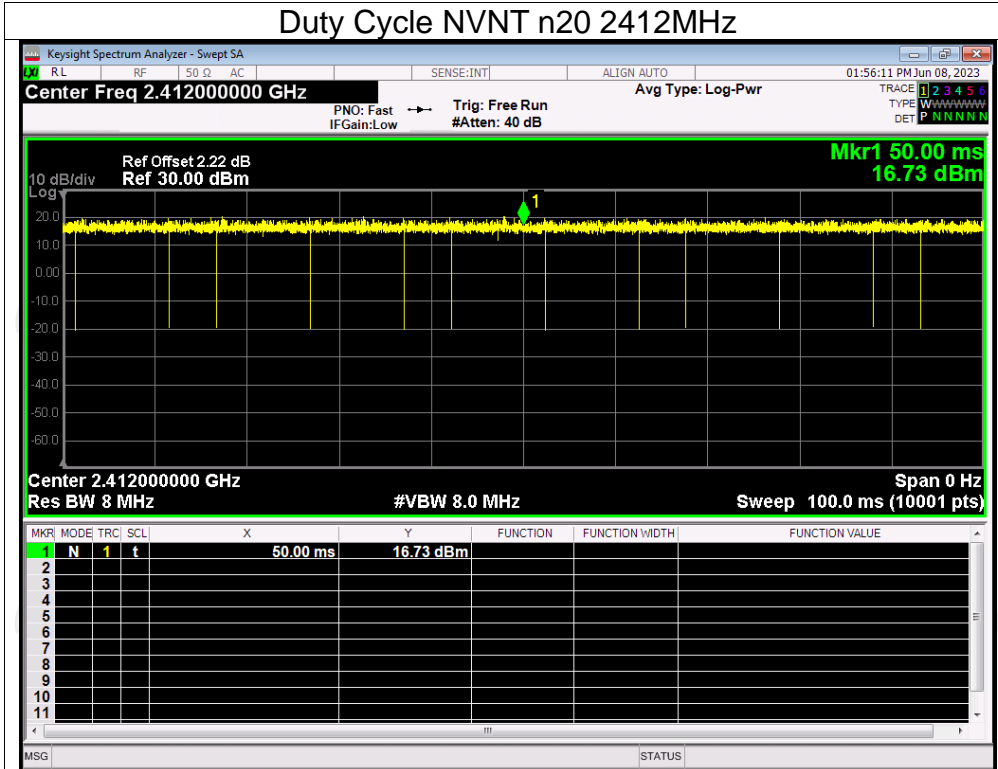 Duty Cycle NVNT n20 2412MHz
Keysight Spectrum Analyzer - Swept SA
LXI RL RF 50 Ω AC SENSE:INT ALIGN AUTO 01:56:11 PM Jun 08, 2023
Center Freq 2.412000000 GHz
Avg Type: Log-Pwr
TRACE 1 2 3 4 5 6
TYPE WWWWWW
DET P N N N N N
PNO: Fast
IFGain:Low
Trig: Free Run
#Atten: 40 dB
Mkr1 50.00 ms
16.73 dBm
Ref Offset 2.22 dB
10 dB/div Ref 30.00 dBm
Log
1
20.0
10.0
0.00
-10.0
-20.0
-30.0
-40.0
-50.0
-60.0
Center 2.412000000 GHz Span 0 Hz
Res BW 8 MHz #VBW 8.0 MHz Sweep 100.0 ms (10001 pts)
MKR MODE TRC SCL X Y FUNCTION FUNCTION WIDTH FUNCTION VALUE
1 N 1 t 50.00 ms 16.73 dBm
2
3
4
5
6
7
8
9
10
11
MSG STATUS